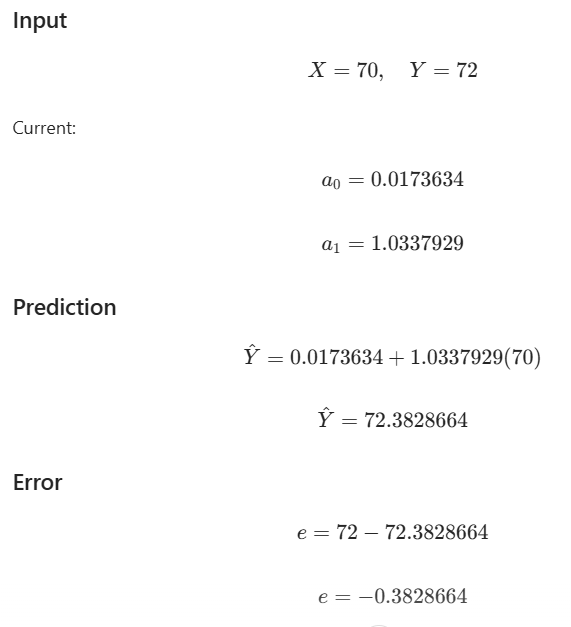 Input
X = 70, Y = 72
Current:
a₀ = 0.0173634
a₁ = 1.0337929
Prediction
Ŷ = 0.0173634 + 1.0337929(70)
Ŷ = 72.3828664
Error
e = 72 − 72.3828664
e = −0.3828664